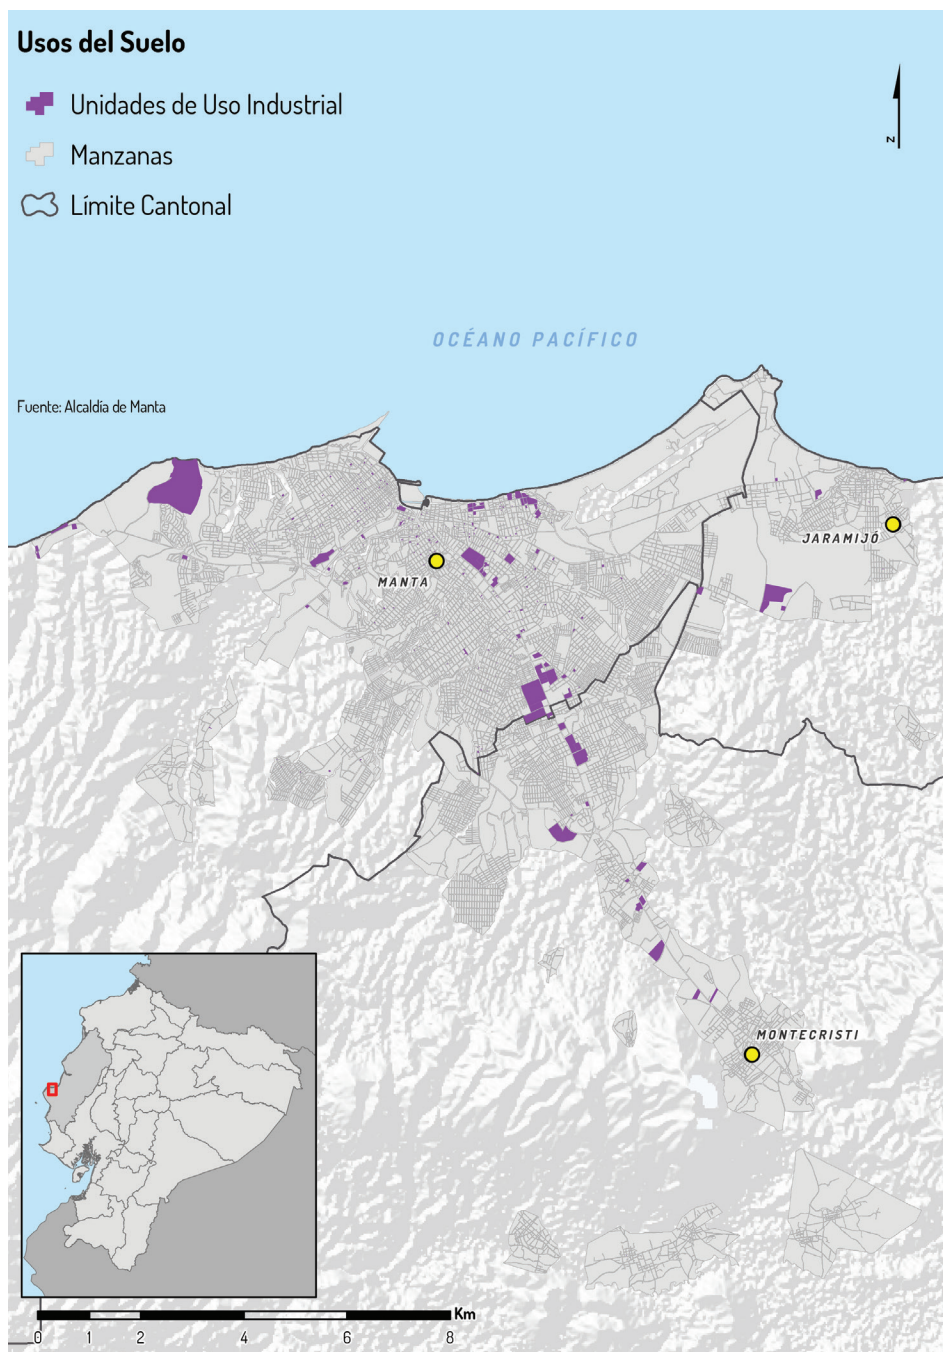 Usos del Suelo
Unidades de Uso Industrial
Manzanas
Límite Cantonal
N
OCÉANO PACÍFICO
Fuente: Alcaldía de Manta
JARAMIJÓ
MANTA
MONTECRISTI
Km
0 1 2 4 6 8